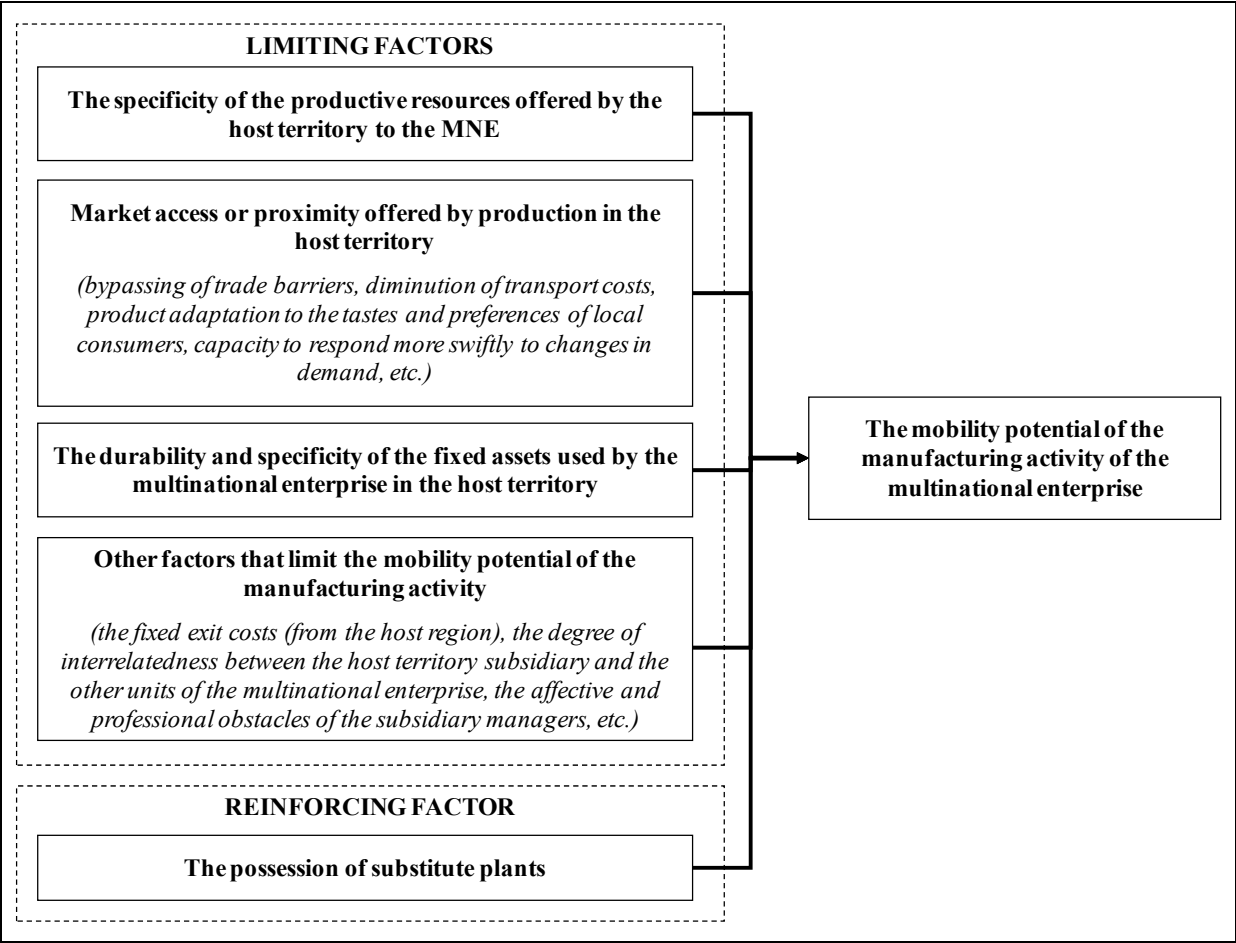 LIMITING FACTORS
The specificity of the productive resources offered by the
host territory to the MNE
Market access or proximity offered by production in the
host territory
(bypassing of trade barriers, diminution of transport costs,
product adaptation to the tastes and preferences of local
consumers, capacity to respond more swiftly to changes in
demand, etc.)
The durability and specificity of the fixed assets used by the
multinational enterprise in the host territory
Other factors that limit the mobility potential of the
manufacturing activity
(the fixed exit costs (from the host region), the degree of
interrelatedness between the host territory subsidiary and the
other units of the multinational enterprise, the affective and
professional obstacles of the subsidiary managers, etc.)
REINFORCING FACTOR
The possession of substitute plants
The mobility potential of the
manufacturing activity of the
multinational enterprise